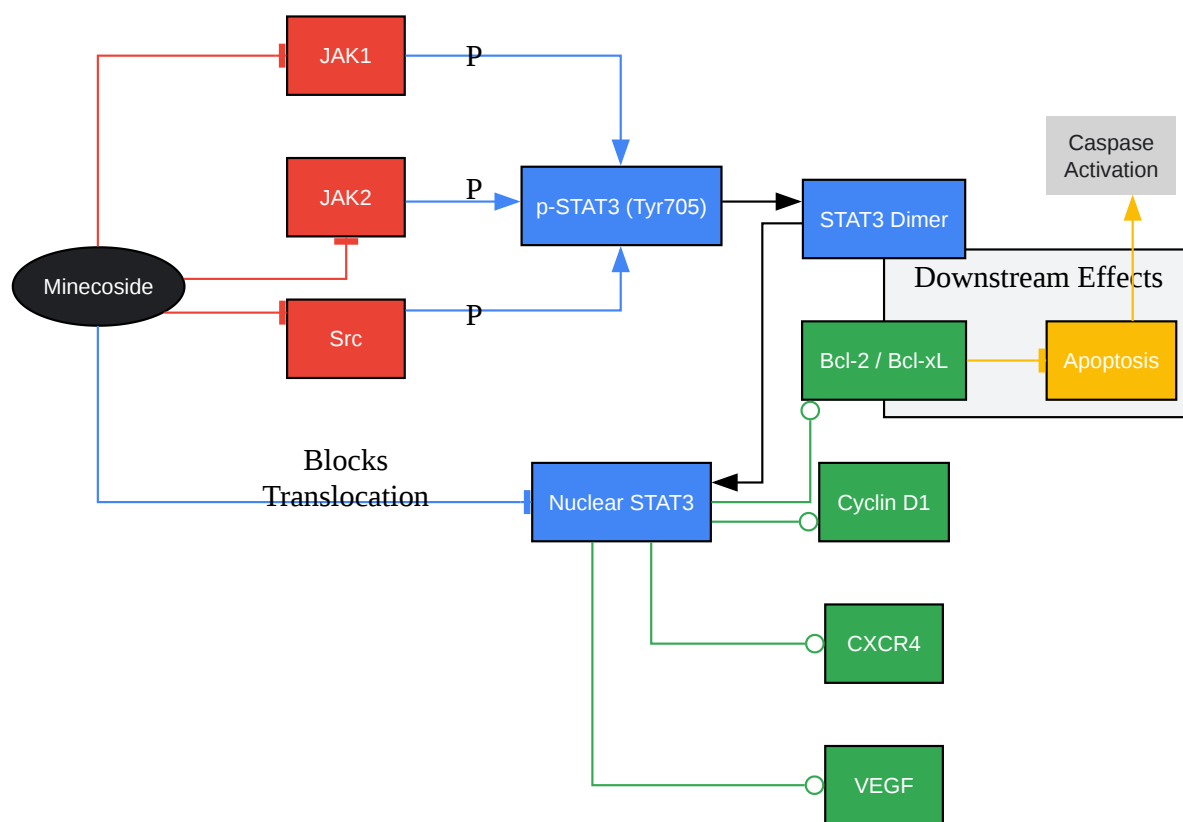 JAK1
P
Caspase
Activation
JAK2
P
p-STAT3 (Tyr705)
STAT3 Dimer
Minecoside
Downstream Effects
Src
P
Bcl-2 / Bcl-xL
Apoptosis
Blocks
Translocation
Nuclear STAT3
Cyclin D1
CXCR4
VEGF